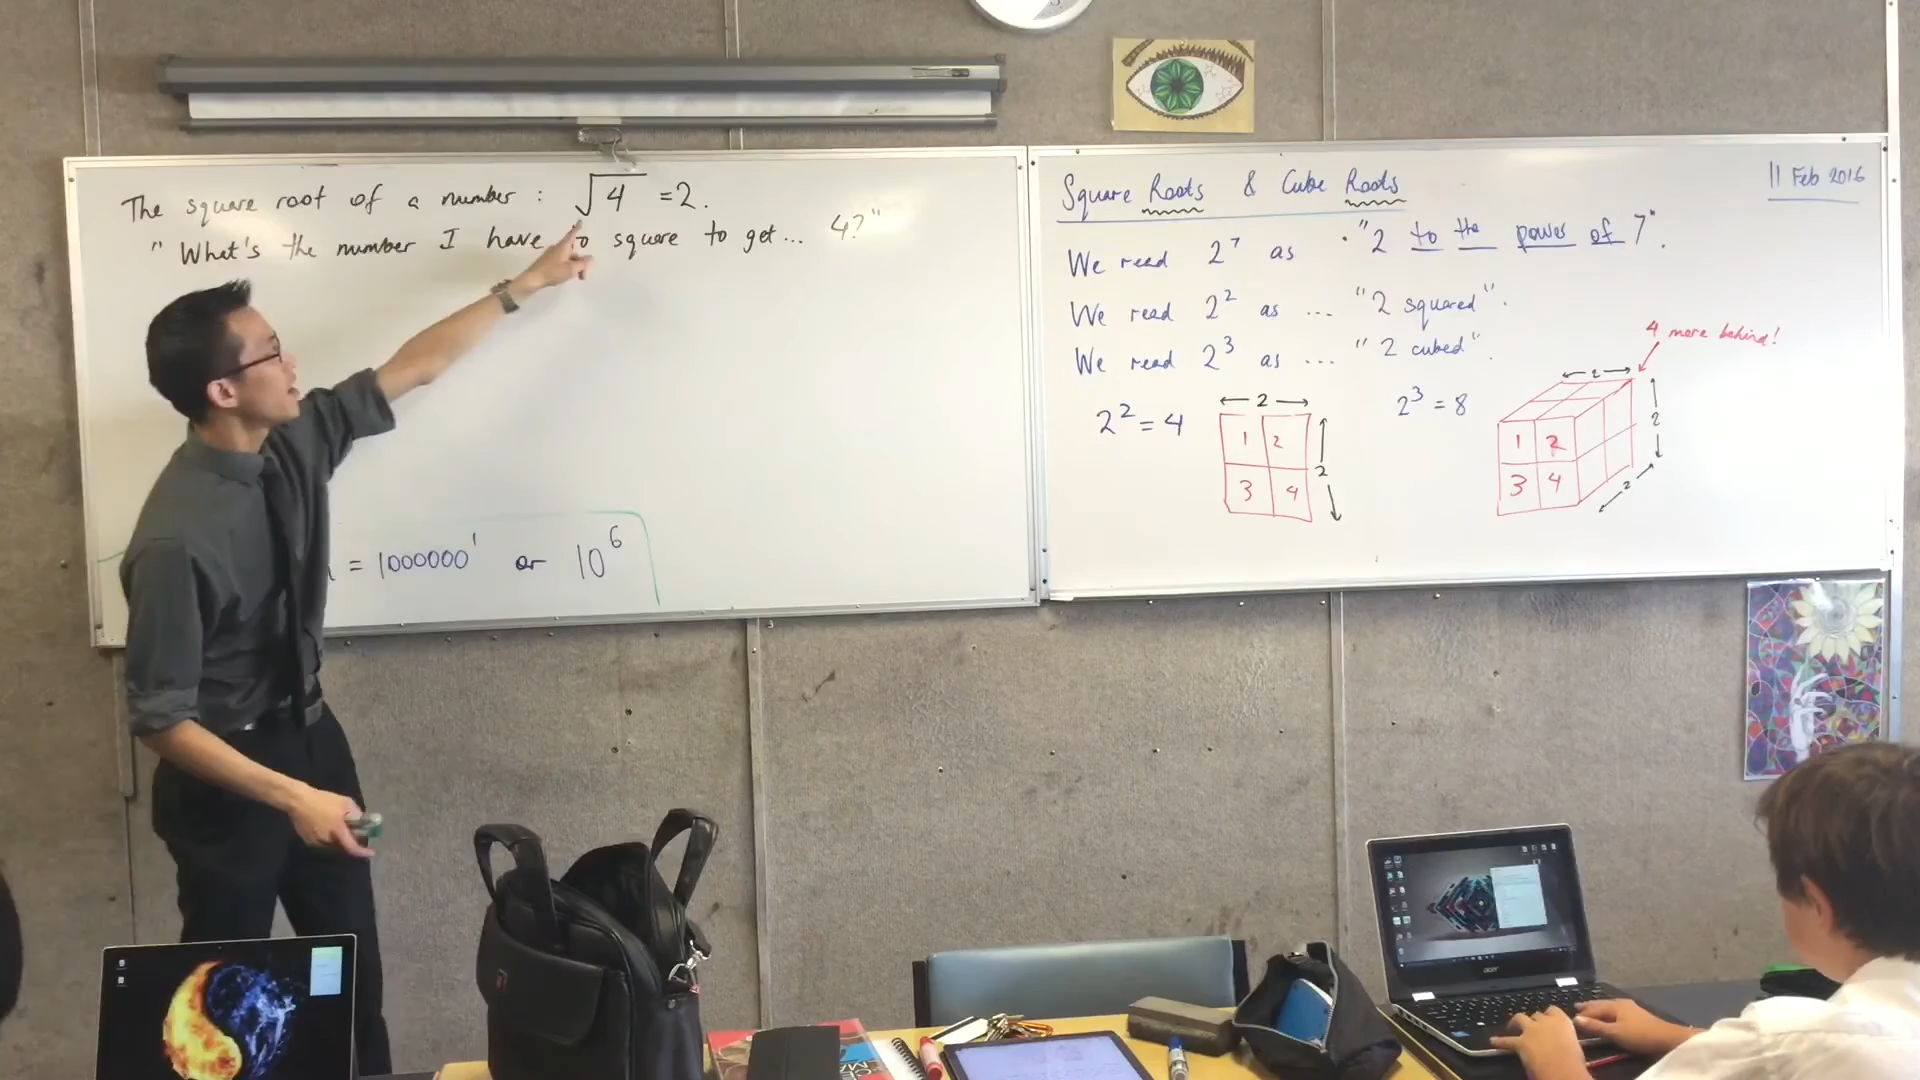 The square root of a number : √4 = 2.
"What's the number I have to square to get... 4?"
= 1000000¹ or 10⁶
Square Roots & Cube Roots
11 Feb 2016
We read 2⁷ as "2 to the power of 7".
We read 2² as ... "2 squared".
We read 2³ as ... "2 cubed".
4 more behind!
2² = 4
2
1 2
3 4
2
2³ = 8
2
1 2
3 4
2
2
acer